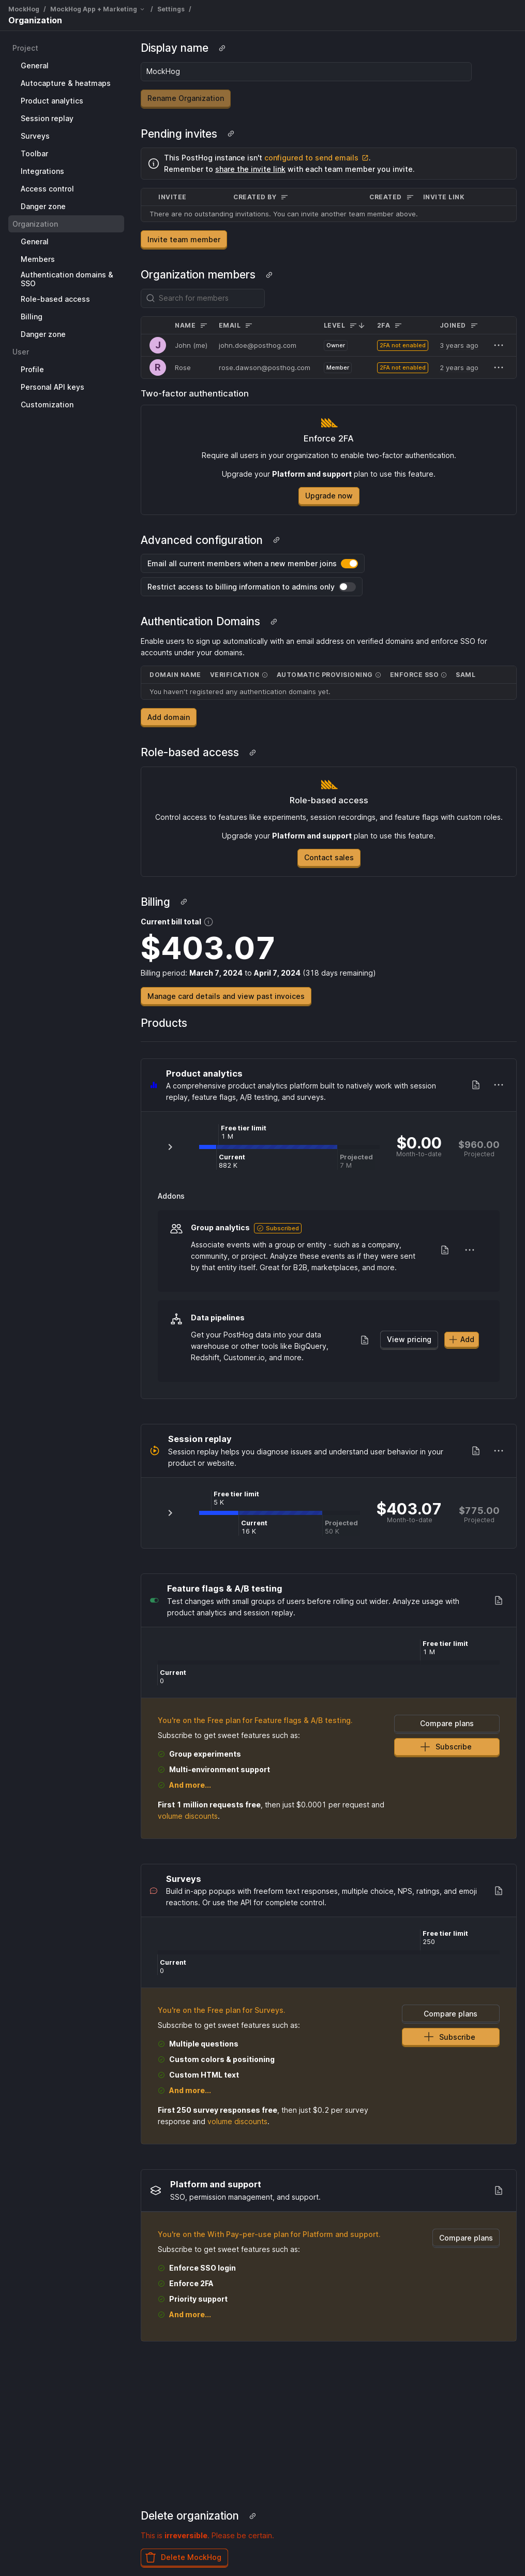 MockHog / MockHog App + Marketing / Settings /
Organization
Project
General
Autocapture & heatmaps
Product analytics
Session replay
Surveys
Toolbar
Integrations
Access control
Danger zone
Organization
General
Members
Authentication domains &
SSO
Role-based access
Billing
Danger zone
User
Profile
Personal API keys
Customization
Display name
MockHog
Rename Organization
Pending invites
This PostHog instance isn't configured to send emails.
Remember to share the invite link with each team member you invite.
INVITEE CREATED BY CREATED INVITE LINK
There are no outstanding invitations. You can invite another team member above.
Invite team member
Organization members
Search for members
NAME EMAIL LEVEL 2FA JOINED
J John (me) john.doe@posthog.com Owner 2FA not enabled 3 years ago
R Rose rose.dawson@posthog.com Member 2FA not enabled 2 years ago
Two-factor authentication
Enforce 2FA
Require all users in your organization to enable two-factor authentication.
Upgrade your Platform and support plan to use this feature.
Upgrade now
Advanced configuration
Email all current members when a new member joins
Restrict access to billing information to admins only
Authentication Domains
Enable users to sign up automatically with an email address on verified domains and enforce SSO for
accounts under your domains.
DOMAIN NAME VERIFICATION AUTOMATIC PROVISIONING ENFORCE SSO SAML
You haven't registered any authentication domains yet.
Add domain
Role-based access
Role-based access
Control access to features like experiments, session recordings, and feature flags with custom roles.
Upgrade your Platform and support plan to use this feature.
Contact sales
Billing
Current bill total
$403.07
Billing period: March 7, 2024 to April 7, 2024 (318 days remaining)
Manage card details and view past invoices
Products
Product analytics
A comprehensive product analytics platform built to natively work with session
replay, feature flags, A/B testing, and surveys.
Free tier limit
1 M
Current
882 K
Projected
7 M
$0.00
Month-to-date
$960.00
Projected
Addons
Group analytics Subscribed
Associate events with a group or entity - such as a company,
community, or project. Analyze these events as if they were sent
by that entity itself. Great for B2B, marketplaces, and more.
Data pipelines
Get your PostHog data into your data
warehouse or other tools like BigQuery,
Redshift, Customer.io, and more.
View pricing
Add
Session replay
Session replay helps you diagnose issues and understand user behavior in your
product or website.
Free tier limit
5 K
Current
16 K
Projected
50 K
$403.07
Month-to-date
$775.00
Projected
Feature flags & A/B testing
Test changes with small groups of users before rolling out wider. Analyze usage with
product analytics and session replay.
Free tier limit
1 M
Current
0
You're on the Free plan for Feature flags & A/B testing.
Subscribe to get sweet features such as:
Group experiments
Multi-environment support
And more...
First 1 million requests free, then just $0.0001 per request and
volume discounts.
Compare plans
Subscribe
Surveys
Build in-app popups with freeform text responses, multiple choice, NPS, ratings, and emoji
reactions. Or use the API for complete control.
Free tier limit
250
Current
0
You're on the Free plan for Surveys.
Subscribe to get sweet features such as:
Multiple questions
Custom colors & positioning
Custom HTML text
And more...
First 250 survey responses free, then just $0.2 per survey
response and volume discounts.
Compare plans
Subscribe
Platform and support
SSO, permission management, and support.
You're on the With Pay-per-use plan for Platform and support.
Subscribe to get sweet features such as:
Enforce SSO login
Enforce 2FA
Priority support
And more...
Compare plans
Delete organization
This is irreversible. Please be certain.
Delete MockHog